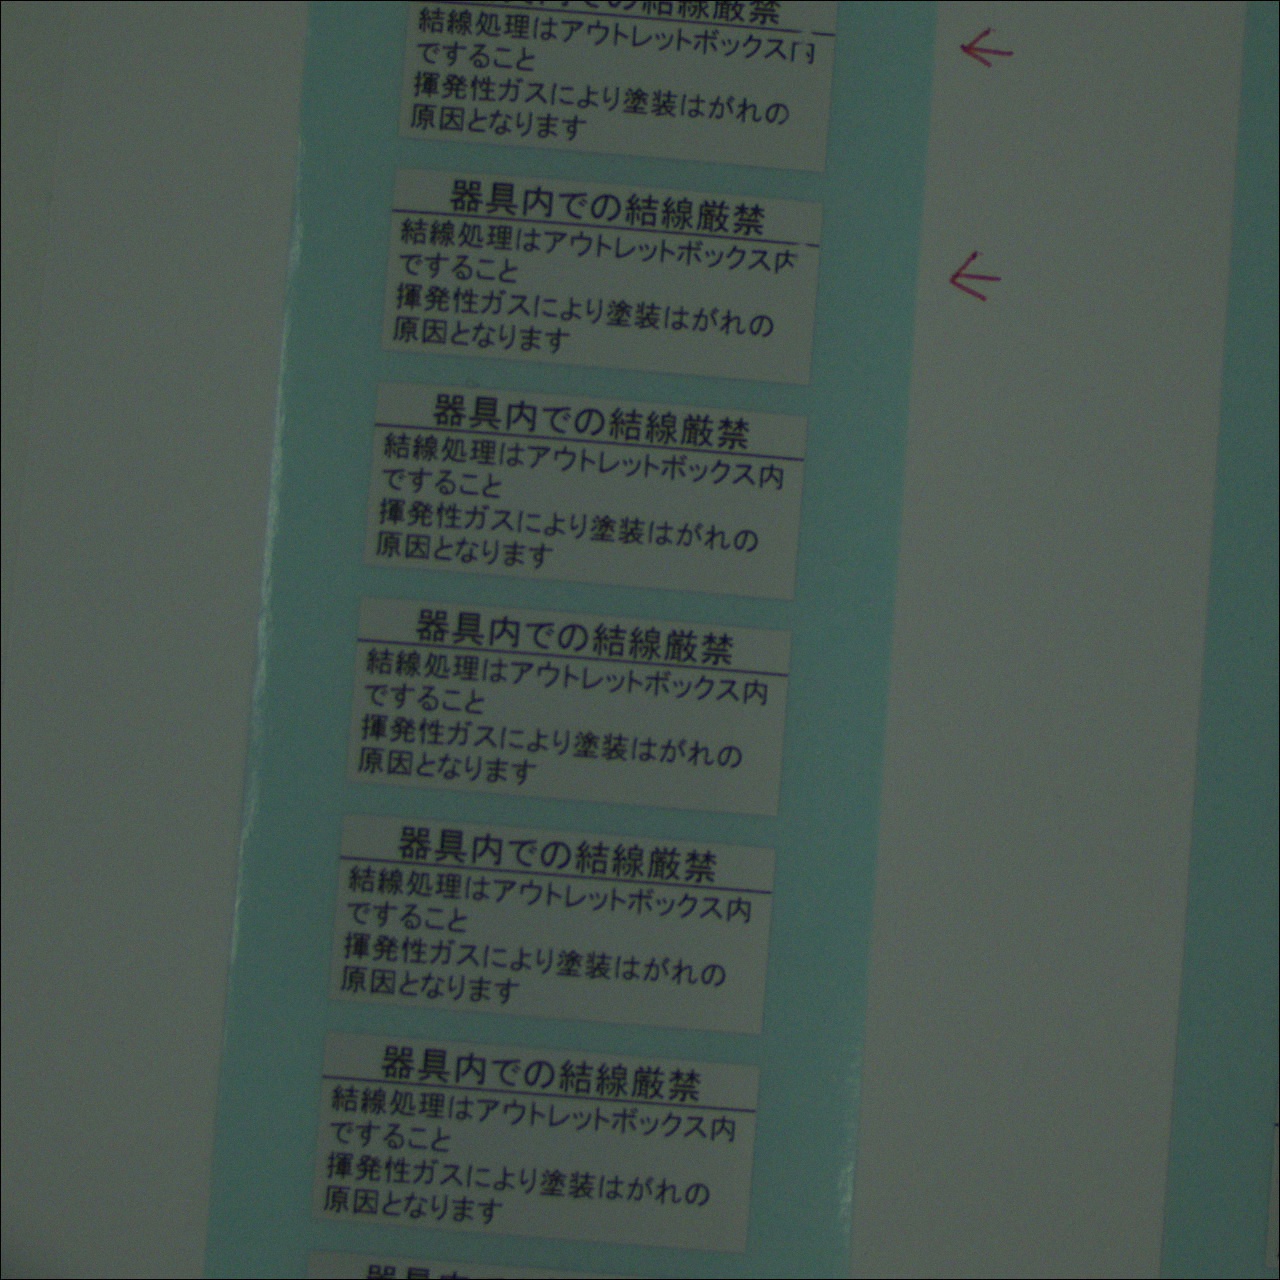 での結線厳禁
結線処理はアウトレットボックス内
ですること
揮発性ガスにより塗装はがれの
原因となります
器具内での結線厳禁
結線処理はアウトレットボックス内
ですること
揮発性ガスにより塗装はがれの
原因となります
器具内での結線厳禁
結線処理はアウトレットボックス内
ですること
揮発性ガスにより塗装はがれの
原因となります
器具内での結線厳禁
結線処理はアウトレットボックス内
ですること
揮発性ガスにより塗装はがれの
原因となります
器具内での結線厳禁
結線処理はアウトレットボックス内
ですること
揮発性ガスにより塗装はがれの
原因となります
器具内での結線厳禁
結線処理はアウトレットボックス内
ですること
揮発性ガスにより塗装はがれの
原因となります